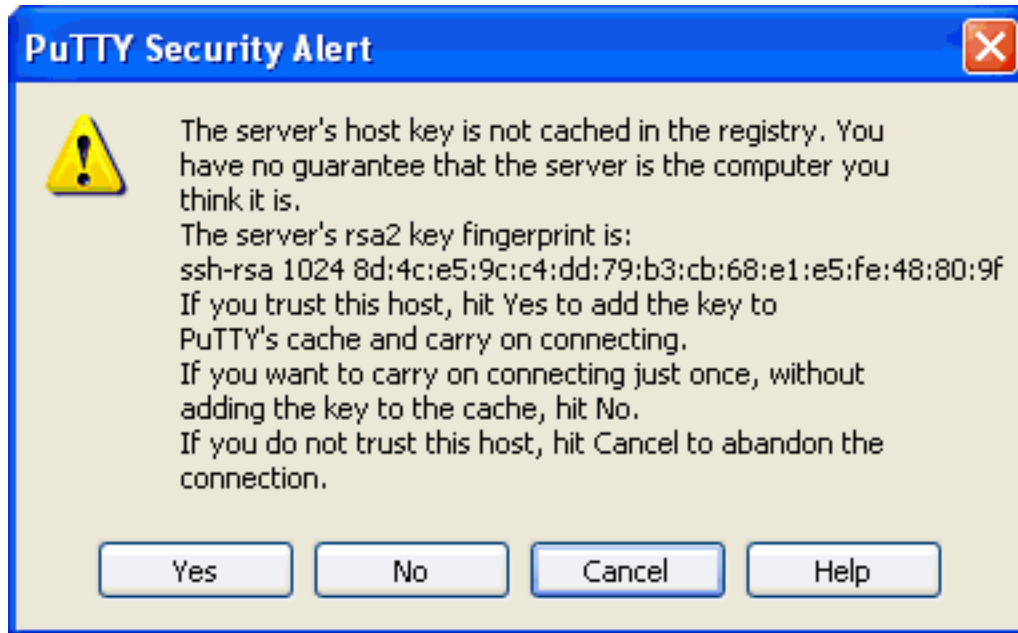 PuTTY Security Alert
The server's host key is not cached in the registry. You
have no guarantee that the server is the computer you
think it is.
The server's rsa2 key fingerprint is:
ssh-rsa 1024 8d:4c:e5:9c:c4:dd:79:b3:cb:68:e1:e5:fe:48:80:9f
If you trust this host, hit Yes to add the key to
PuTTY's cache and carry on connecting.
If you want to carry on connecting just once, without
adding the key to the cache, hit No.
If you do not trust this host, hit Cancel to abandon the
connection.
Yes No Cancel Help